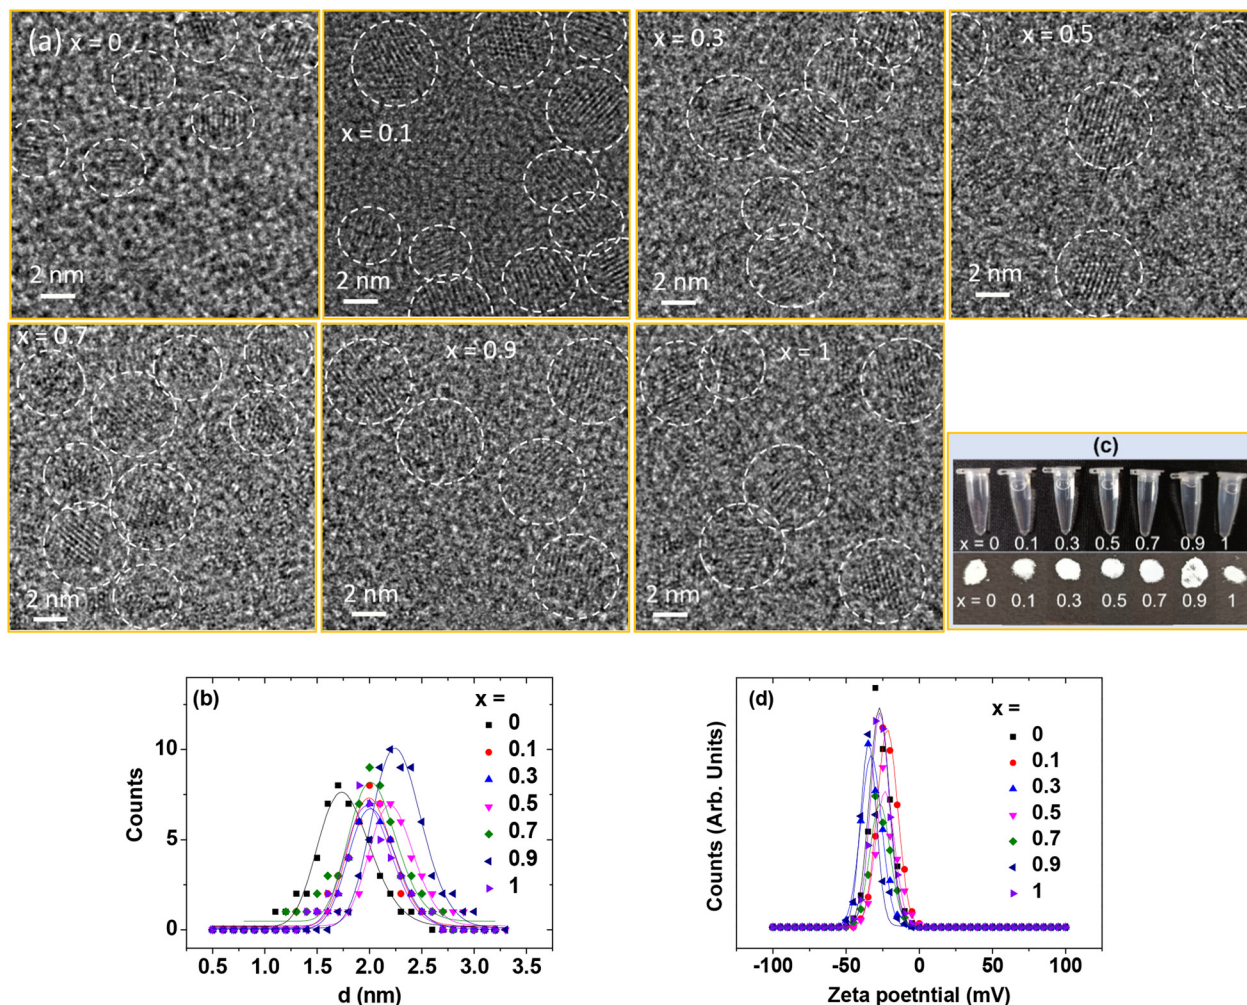 (a) x = 0
x = 0.1
x = 0.3
x = 0.5
2 nm
2 nm
2 nm
2 nm
x = 0.7
x = 0.9
x = 1
2 nm
2 nm
2 nm
(c)
x = 0 0.1 0.3 0.5 0.7 0.9 1
x = 0 0.1 0.3 0.5 0.7 0.9 1
(b)
x =
0
0.1
0.3
0.5
0.7
0.9
1
Counts
10
5
0
0.5 1.0 1.5 2.0 2.5 3.0 3.5
d (nm)
(d)
x =
0
0.1
0.3
0.5
0.7
0.9
1
Counts (Arb. Units)
-100 -50 0 50 100
Zeta poetntial (mV)